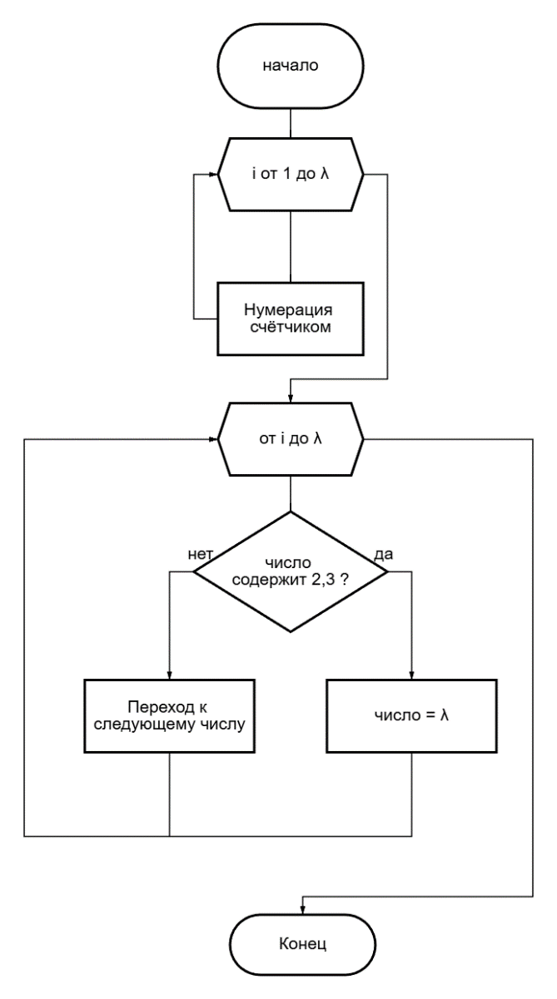 начало
i от 1 до λ
Нумерация
счётчиком
от i до λ
нет
да
число
содержит 2,3 ?
Переход к
следующему числу
число = λ
Конец